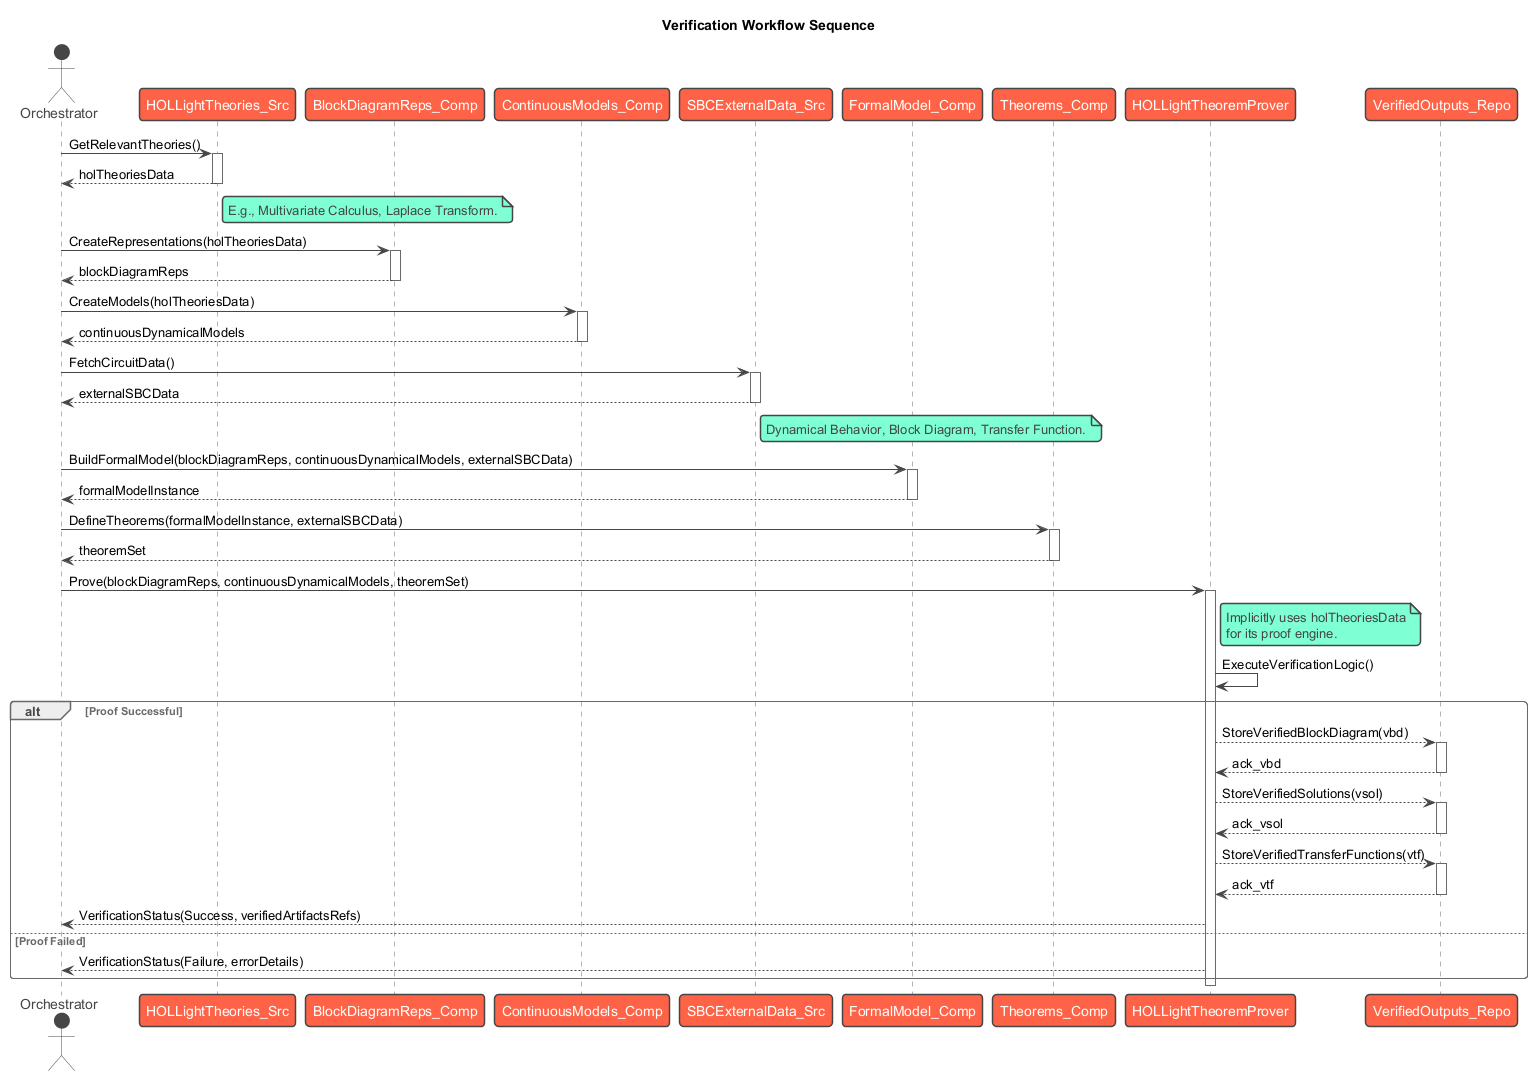 Verification Workflow Sequence
Orchestrator
HOLLightTheories_Src
BlockDiagramReps_Comp
ContinuousModels_Comp
SBCExternalData_Src
FormalModel_Comp
Theorems_Comp
HOLLightTheoremProver
VerifiedOutputs_Repo
GetRelevantTheories()
holTheoriesData
E.g., Multivariate Calculus, Laplace Transform.
CreateRepresentations(holTheoriesData)
blockDiagramReps
CreateModels(holTheoriesData)
continuousDynamicalModels
FetchCircuitData()
externalSBCData
Dynamical Behavior, Block Diagram, Transfer Function.
BuildFormalModel(blockDiagramReps, continuousDynamicalModels, externalSBCData)
formalModelInstance
DefineTheorems(formalModelInstance, externalSBCData)
theoremSet
Prove(blockDiagramReps, continuousDynamicalModels, theoremSet)
Implicitly uses holTheoriesData
for its proof engine.
ExecuteVerificationLogic()
alt
[Proof Successful]
StoreVerifiedBlockDiagram(vbd)
ack_vbd
StoreVerifiedSolutions(vsol)
ack_vsol
StoreVerifiedTransferFunctions(vtf)
ack_vtf
VerificationStatus(Success, verifiedArtifactsRefs)
[Proof Failed]
VerificationStatus(Failure, errorDetails)
Orchestrator
HOLLightTheories_Src
BlockDiagramReps_Comp
ContinuousModels_Comp
SBCExternalData_Src
FormalModel_Comp
Theorems_Comp
HOLLightTheoremProver
VerifiedOutputs_Repo